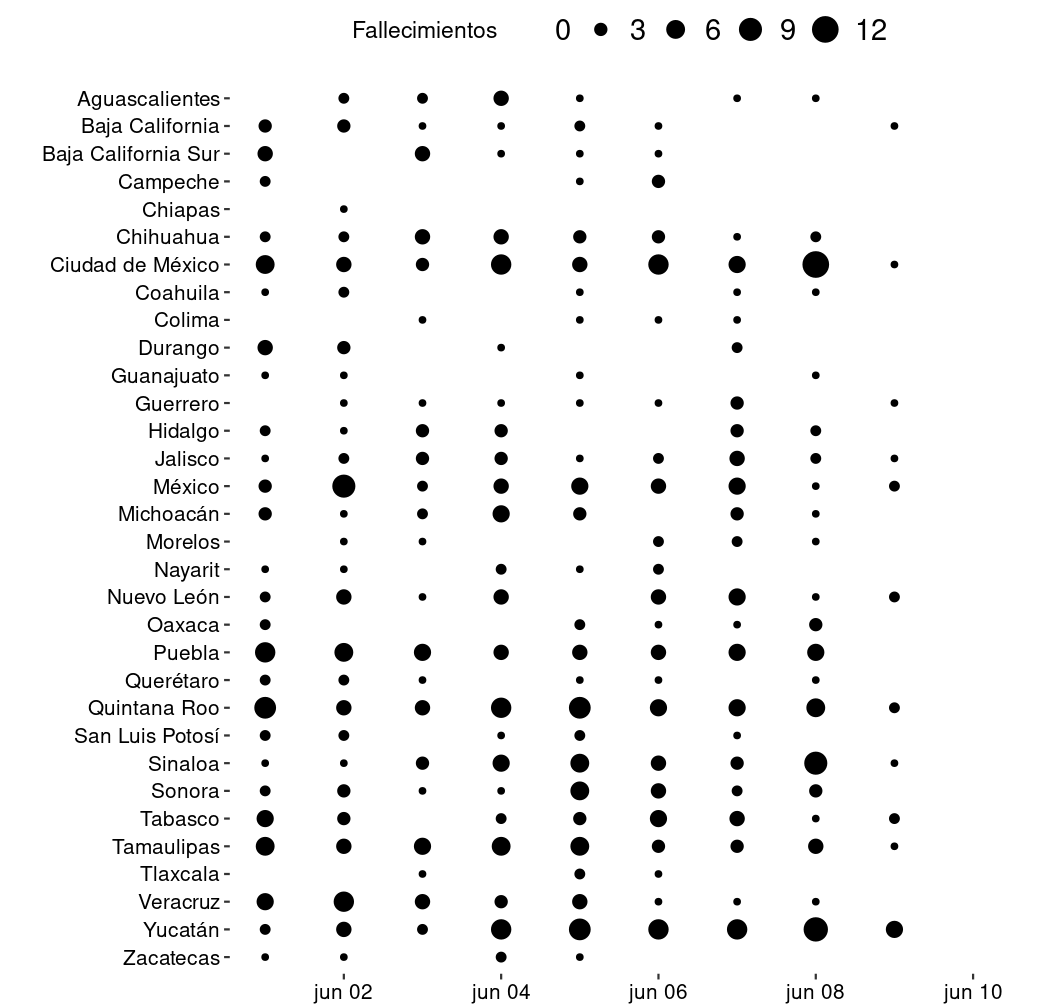 Fallecimientos 0 3 6 9 12
Aguascalientes
Baja California
Baja California Sur
Campeche
Chiapas
Chihuahua
Ciudad de México
Coahuila
Colima
Durango
Guanajuato
Guerrero
Hidalgo
Jalisco
México
Michoacán
Morelos
Nayarit
Nuevo León
Oaxaca
Puebla
Querétaro
Quintana Roo
San Luis Potosí
Sinaloa
Sonora
Tabasco
Tamaulipas
Tlaxcala
Veracruz
Yucatán
Zacatecas
jun 02 jun 04 jun 06 jun 08 jun 10